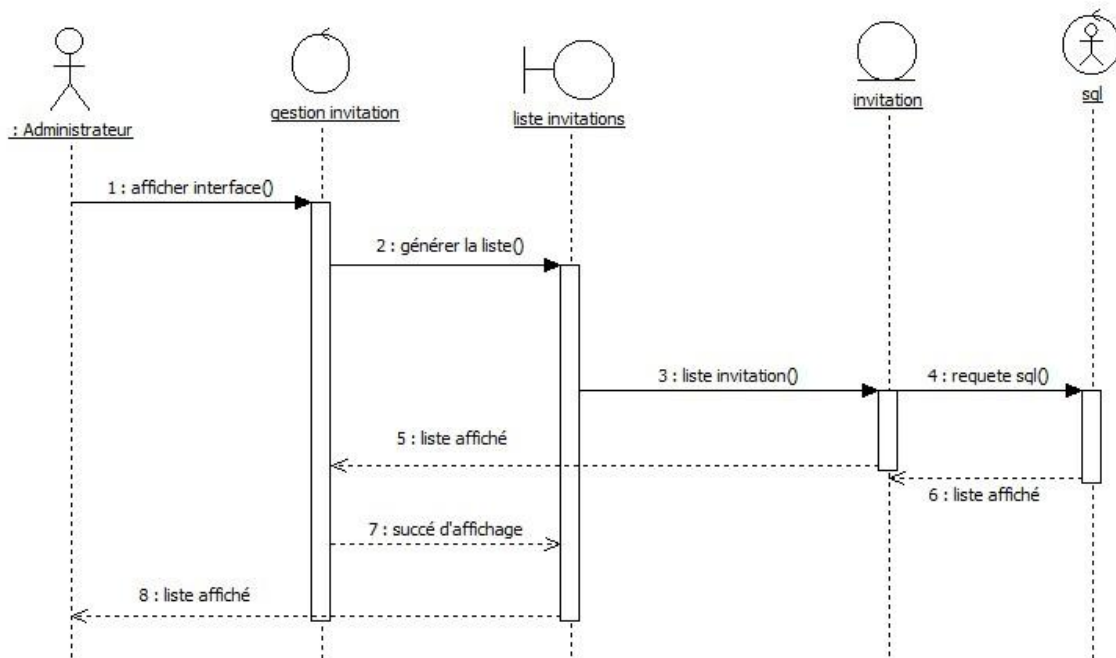 : Administrateur
gestion invitation
liste invitations
invitation
sql
1 : afficher interface()
2 : générer la liste()
3 : liste invitation()
4 : requete sql()
5 : liste affiché
6 : liste affiché
7 : succé d'affichage
8 : liste affiché